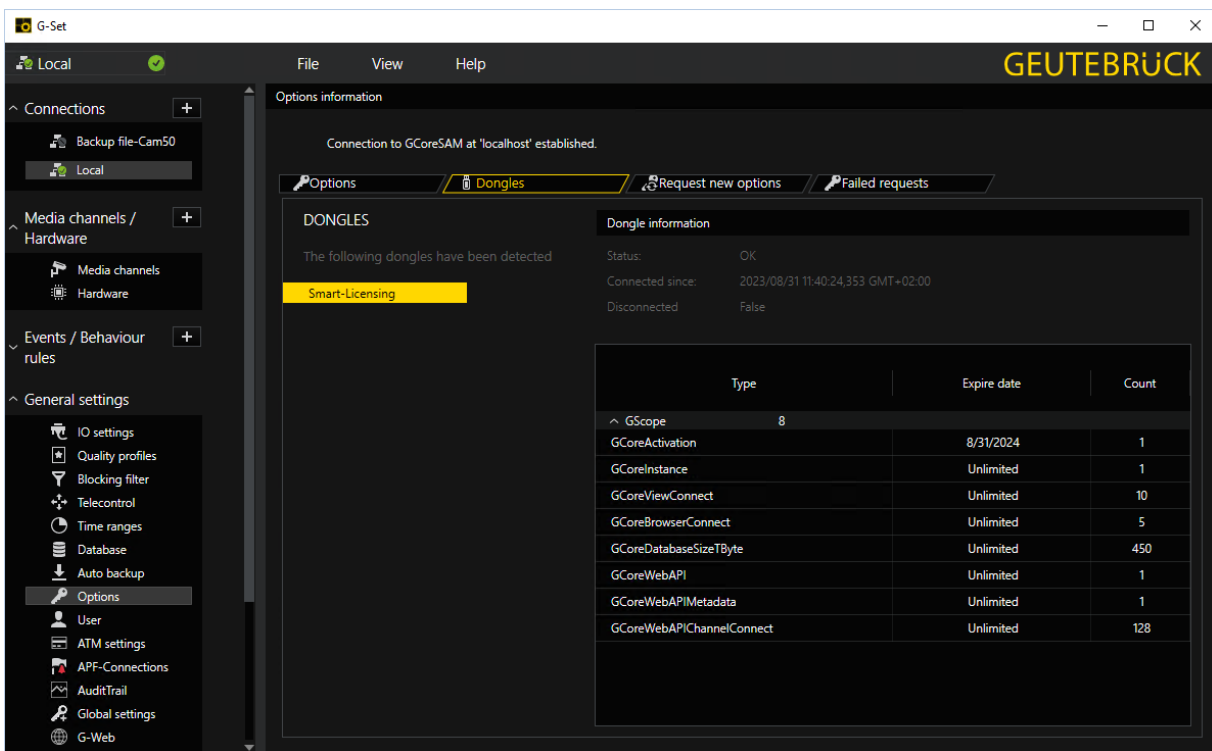 G-Set
Local
File View Help
GEUTEBRÜCK
Connections
Backup file-Cam50
Local
Media channels /
Hardware
Media channels
Hardware
Events / Behaviour
rules
General settings
IO settings
Quality profiles
Blocking filter
Telecontrol
Time ranges
Database
Auto backup
Options
User
ATM settings
APF-Connections
AuditTrail
Global settings
G-Web
Options information
Connection to GCoreSAM at 'localhost' established.
Options Dongles Request new options Failed requests
DONGLES
The following dongles have been detected
Smart-Licensing
Dongle information
Status: OK
Connected since: 2023/08/31 11:40:24,353 GMT+02:00
Disconnected False
Type Expire date Count
GScope 8
GCoreActivation 8/31/2024 1
GCoreInstance Unlimited 1
GCoreViewConnect Unlimited 10
GCoreBrowserConnect Unlimited 5
GCoreDatabaseSizeTByte Unlimited 450
GCoreWebAPI Unlimited 1
GCoreWebAPIMetadata Unlimited 1
GCoreWebAPIChannelConnect Unlimited 128